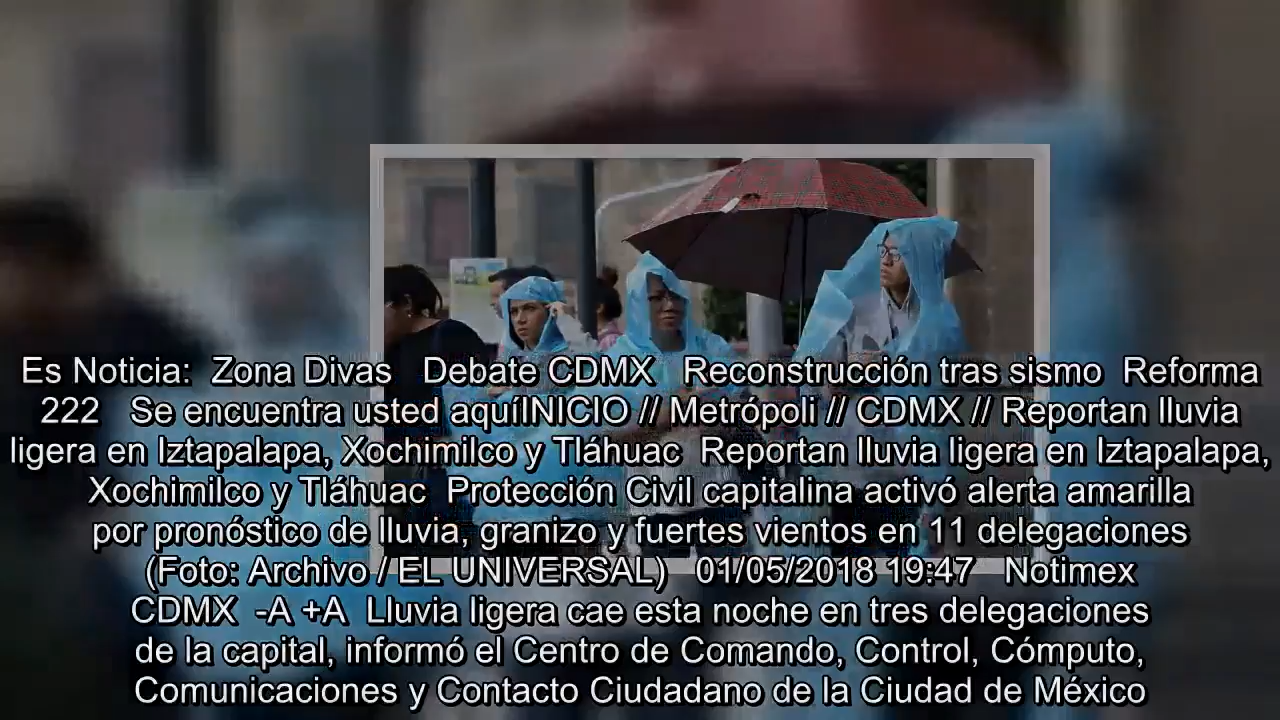 Es Noticia:  Zona Divas   Debate CDMX   Reconstrucción tras sismo  Reforma
222   Se encuentra usted aquíINICIO // Metrópoli // CDMX // Reportan lluvia
ligera en Iztapalapa, Xochimilco y Tláhuac  Reportan lluvia ligera en Iztapalapa,
Xochimilco y Tláhuac  Protección Civil capitalina activó alerta amarilla
por pronóstico de lluvia, granizo y fuertes vientos en 11 delegaciones
(Foto: Archivo / EL UNIVERSAL)   01/05/2018 19:47   Notimex
CDMX  -A +A  Lluvia ligera cae esta noche en tres delegaciones
de la capital, informó el Centro de Comando, Control, Cómputo,
Comunicaciones y Contacto Ciudadano de la Ciudad de México